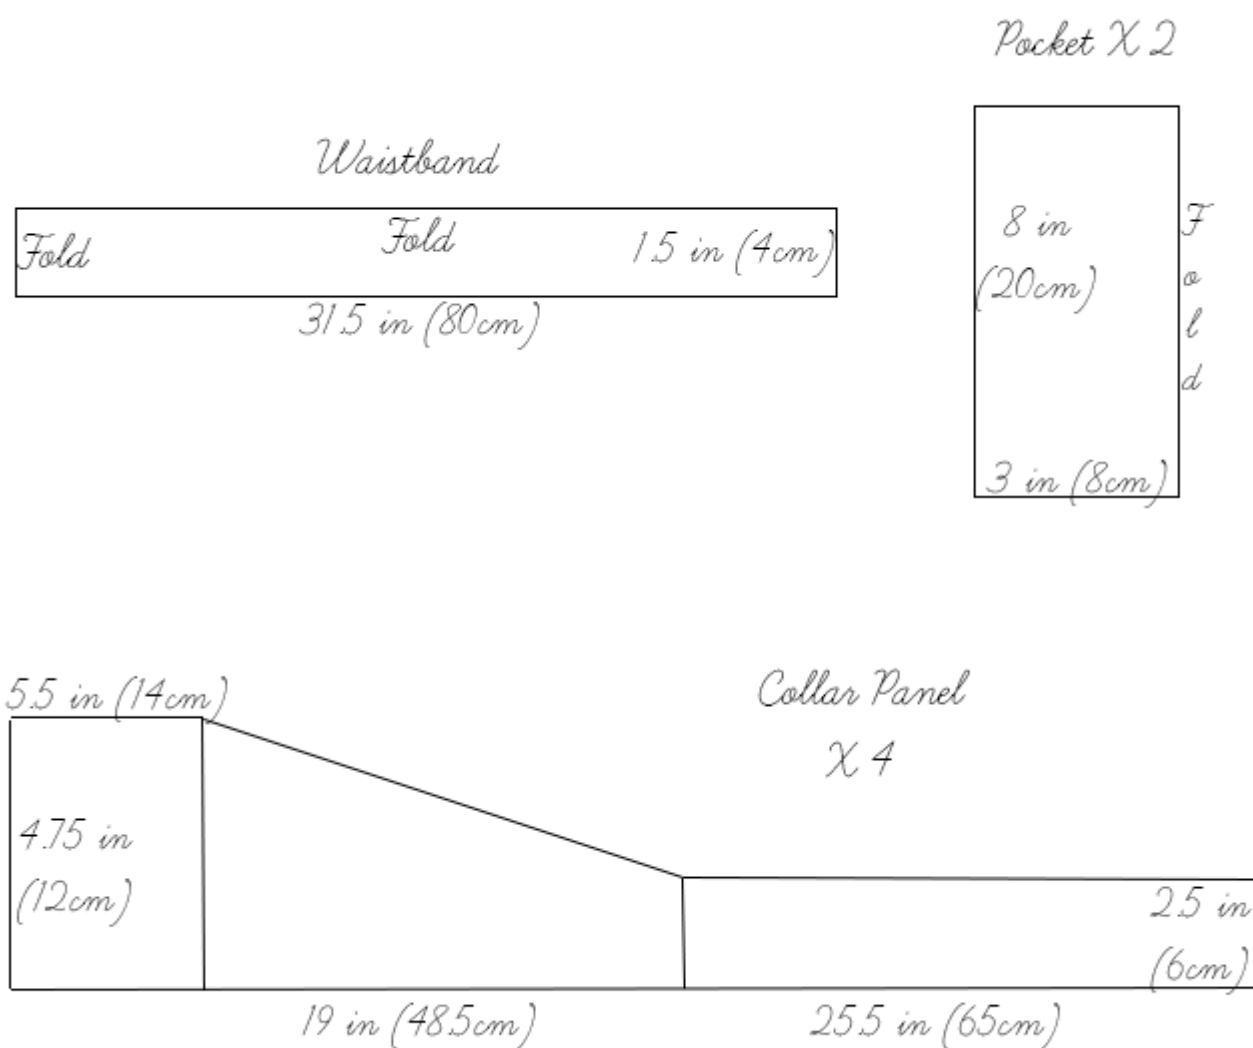 Pocket X 2
Waistband
Fold
Fold
1.5 in (4cm)
31.5 in (80cm)
8 in
(20cm)
Fold
3 in (8cm)
5.5 in (14cm)
Collar Panel
X 4
4.75 in
(12cm)
2.5 in
(6cm)
19 in (48.5cm)
25.5 in (65cm)